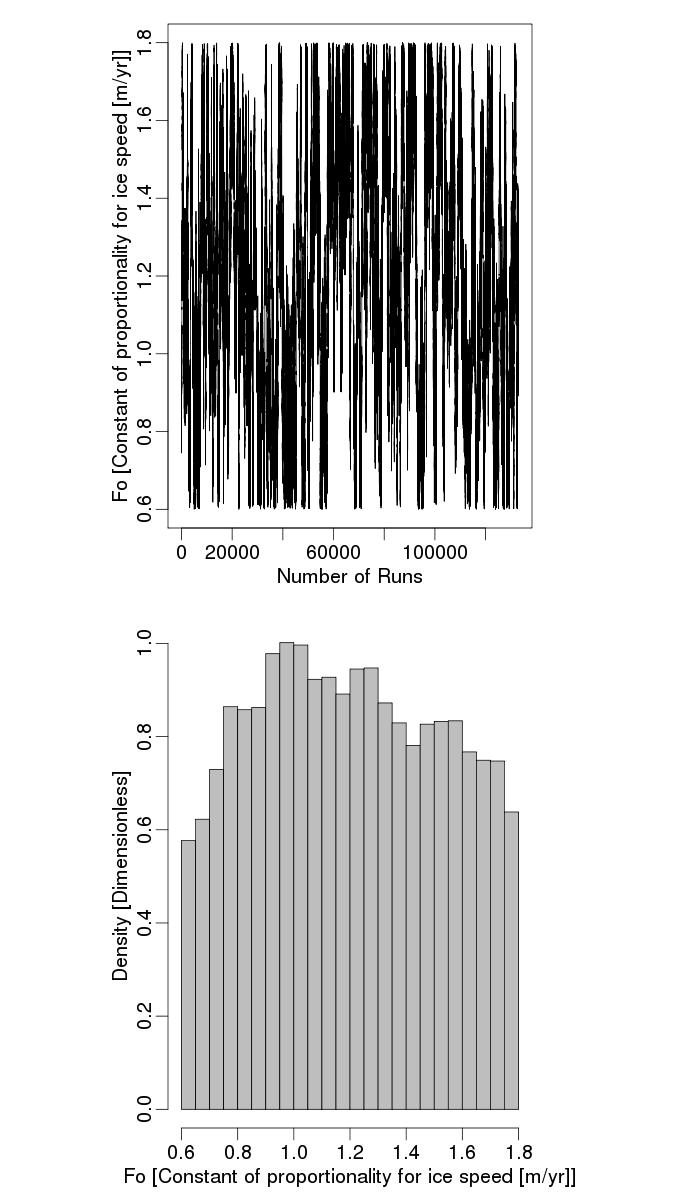 Fo [Constant of proportionality for ice speed [m/yr]]
1.8
1.6
1.4
1.2
1.0
0.8
0.6
0 20000 60000 100000
Number of Runs
Density [Dimensionless]
1.0
0.8
0.6
0.4
0.2
0.0
0.6 0.8 1.0 1.2 1.4 1.6 1.8
Fo [Constant of proportionality for ice speed [m/yr]]